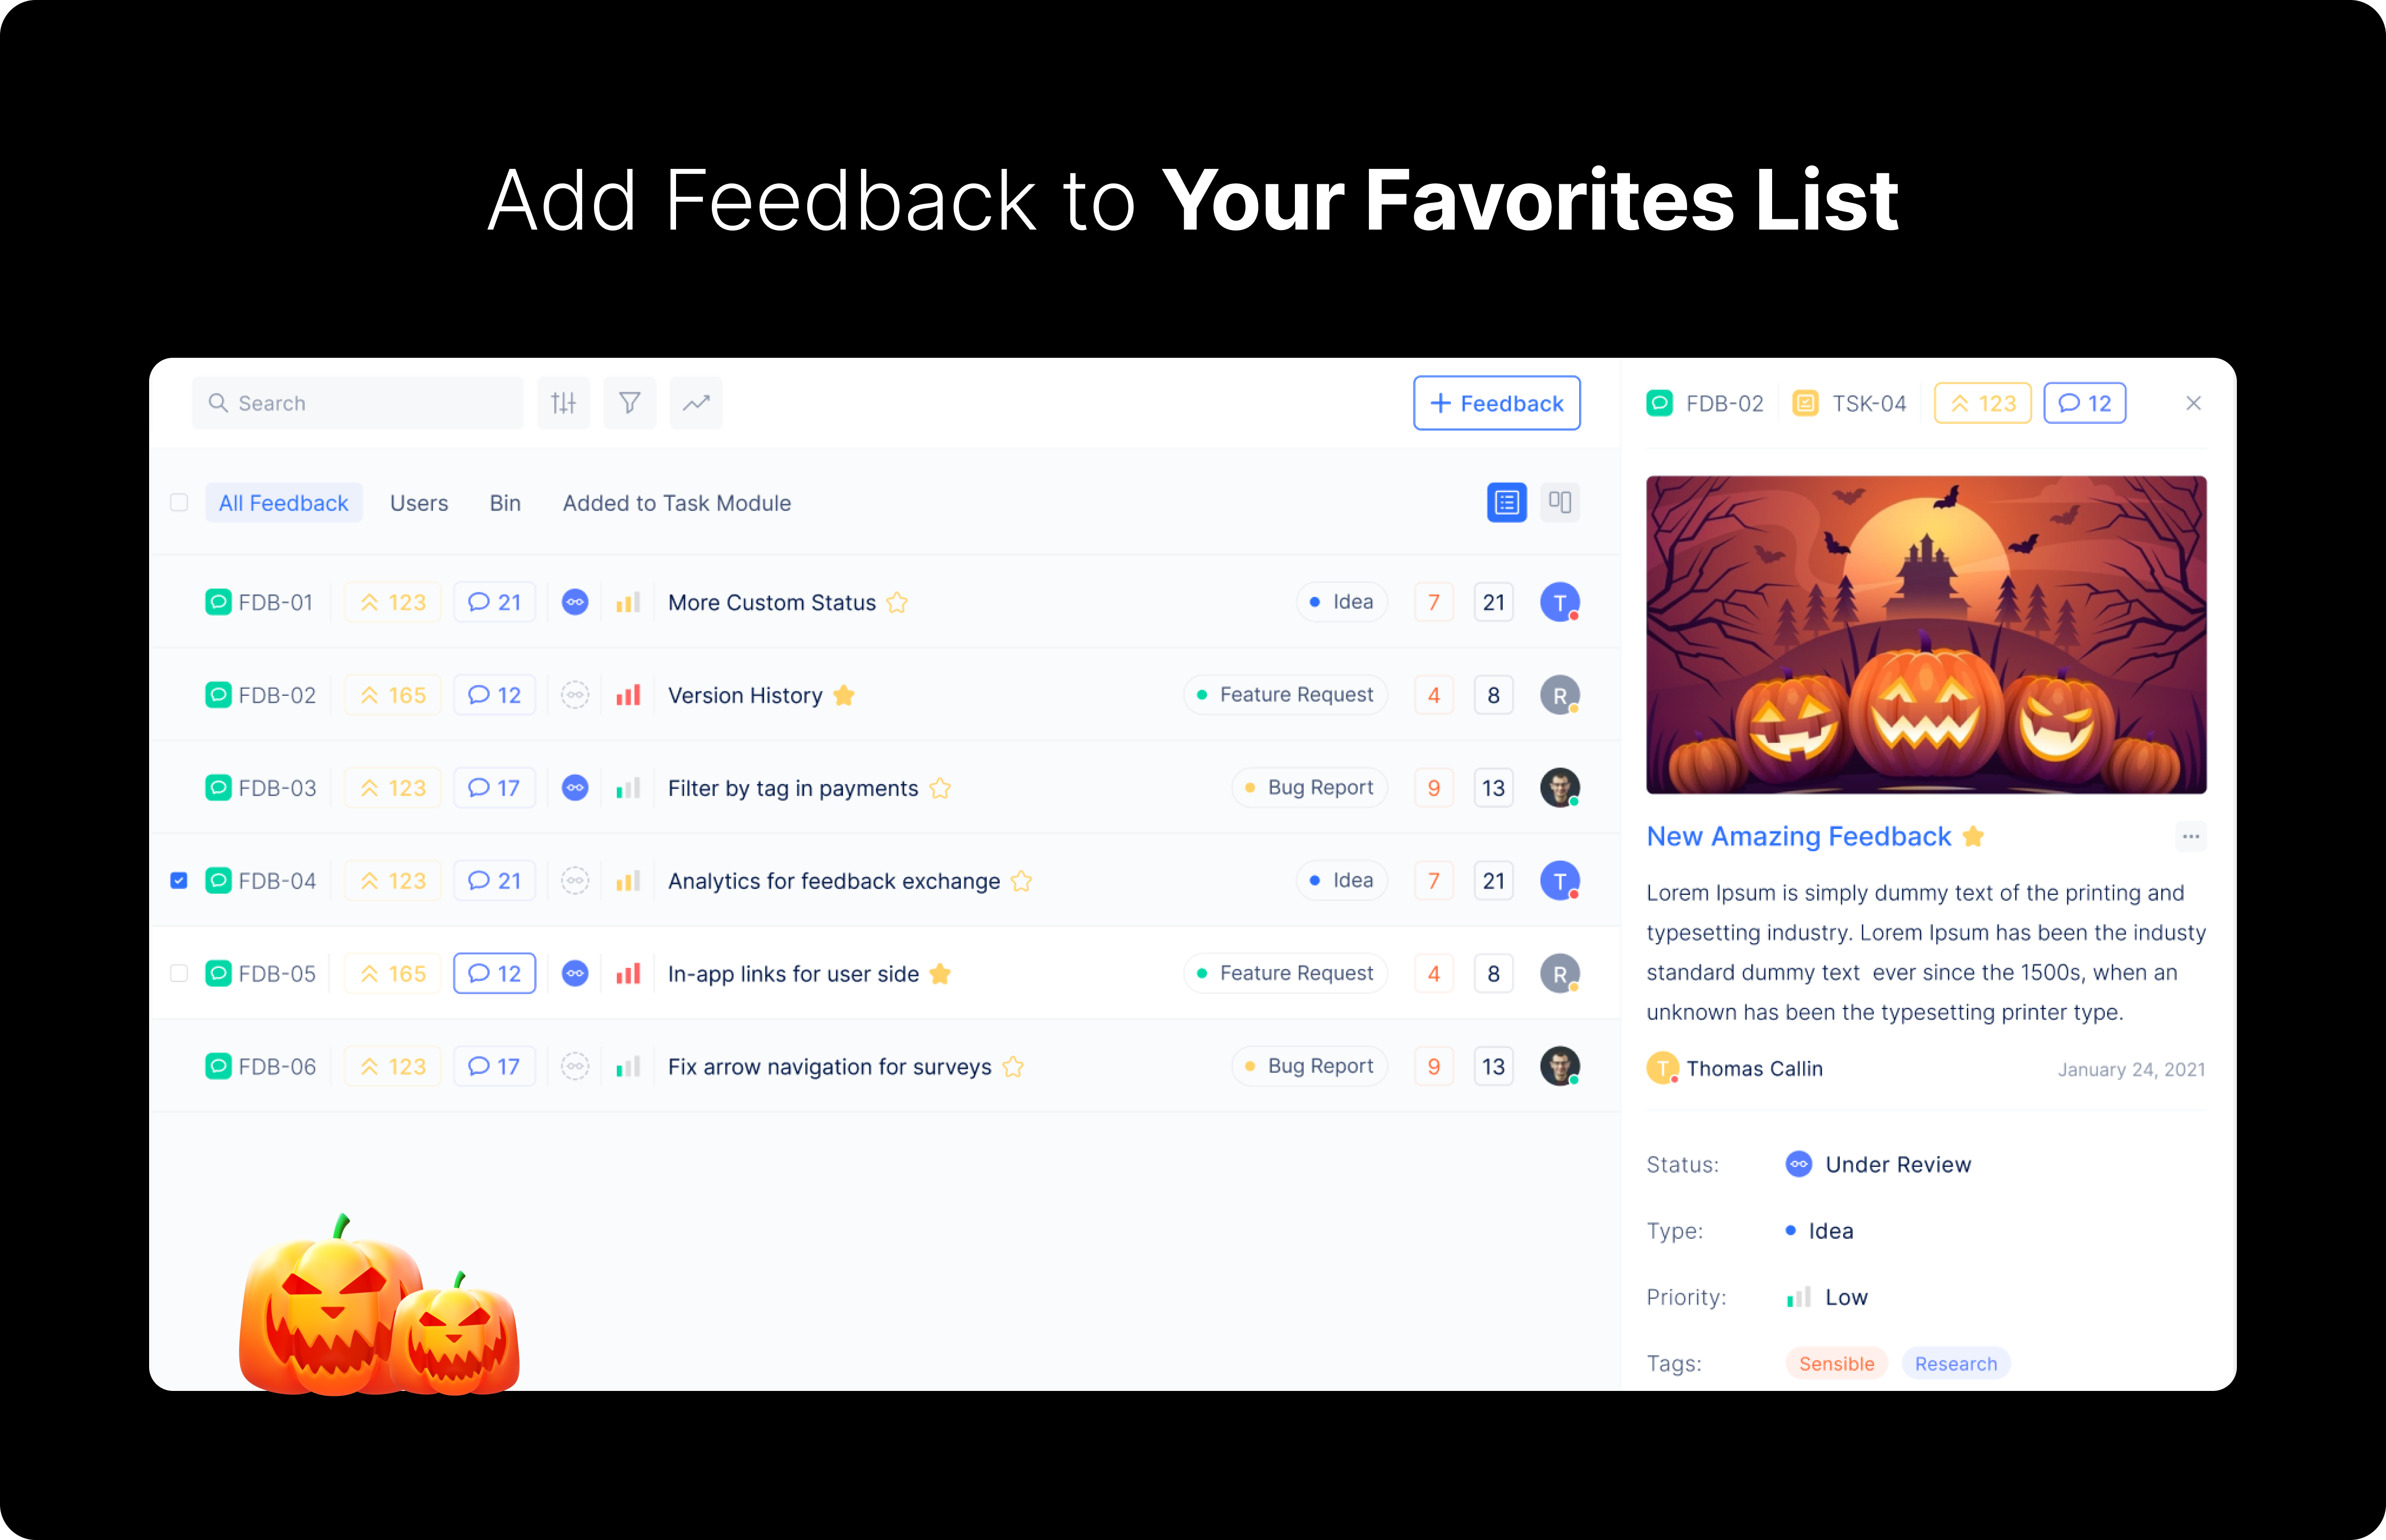 Add Feedback to Your Favorites List
Search
+ Feedback
All Feedback Users Bin Added to Task Module
FDB-01 123 21 More Custom Status Idea 7 21 T
FDB-02 165 12 Version History Feature Request 4 8 R
FDB-03 123 17 Filter by tag in payments Bug Report 9 13
FDB-04 123 21 Analytics for feedback exchange Idea 7 21 T
FDB-05 165 12 In-app links for user side Feature Request 4 8 R
FDB-06 123 17 Fix arrow navigation for surveys Bug Report 9 13
FDB-02 TSK-04 123 12
New Amazing Feedback
Lorem Ipsum is simply dummy text of the printing and
typesetting industry. Lorem Ipsum has been the industy
standard dummy text ever since the 1500s, when an
unknown has been the typesetting printer type.
T Thomas Callin January 24, 2021
Status: Under Review
Type: Idea
Priority: Low
Tags: Sensible Research